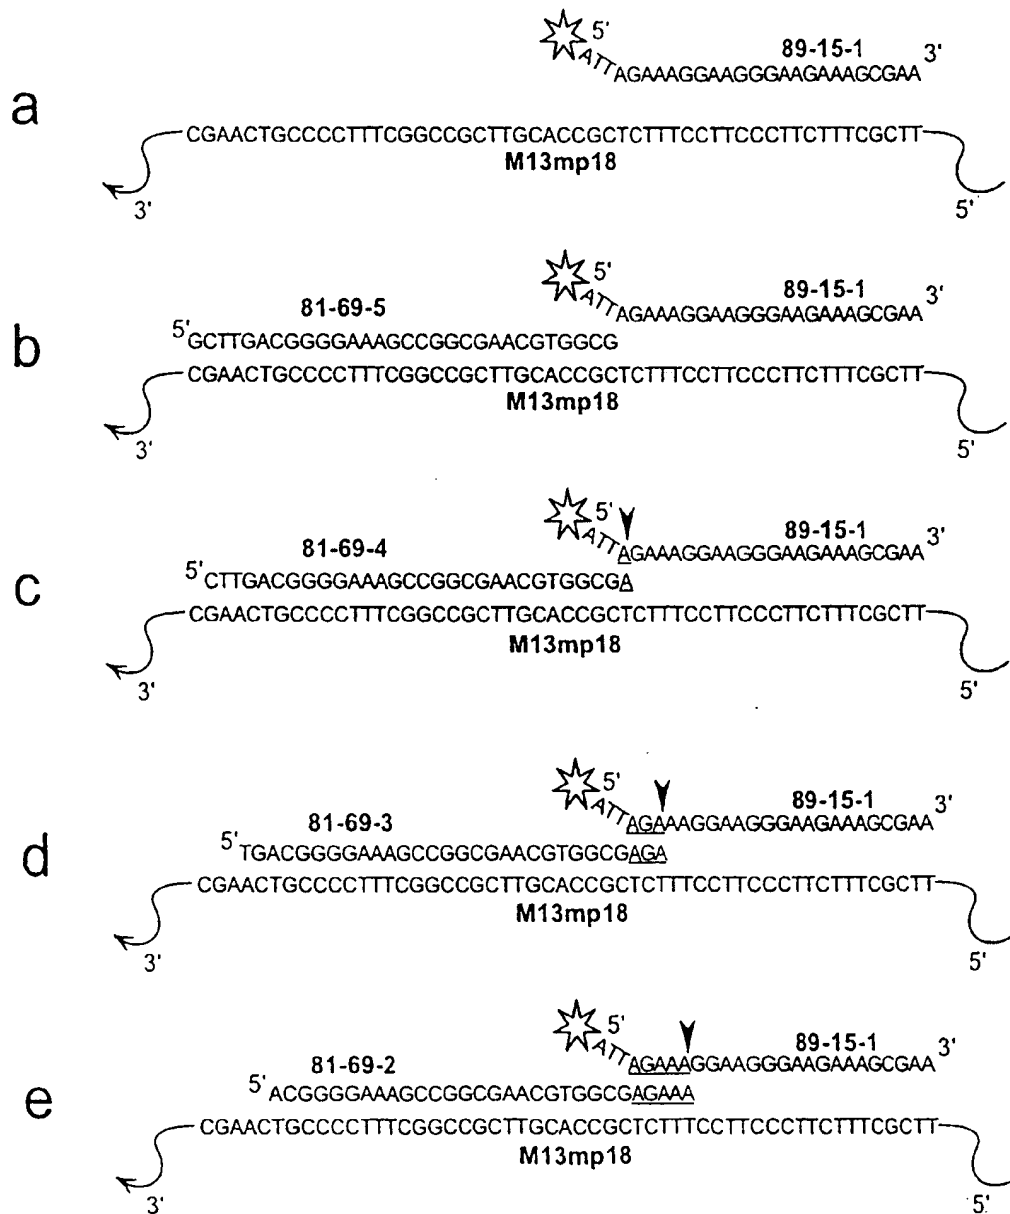 a
5'
ATTAGAAAGGAAGGGAAGAAAGCGAA
89-15-1
3'
CGAACTGCCCCTTTCGGCCGCTTGCACCGCTCTTTCCTTCCCTTCTTTCGCTT
M13mp18
3'
5'
b
5'
ATTAGAAAGGAAGGGAAGAAAGCGAA
89-15-1
3'
81-69-5
5'
GCTTGACGGGGAAAGCCGGCGAACGTGGCG
CGAACTGCCCCTTTCGGCCGCTTGCACCGCTCTTTCCTTCCCTTCTTTCGCTT
M13mp18
3'
5'
c
5'
ATTAGAAAGGAAGGGAAGAAAGCGAA
89-15-1
3'
81-69-4
5'
CTTGACGGGGAAAGCCGGCGAACGTGGCGA
CGAACTGCCCCTTTCGGCCGCTTGCACCGCTCTTTCCTTCCCTTCTTTCGCTT
M13mp18
3'
5'
d
5'
ATTAGAAAGGAAGGGAAGAAAGCGAA
89-15-1
3'
81-69-3
5'
TGACGGGGAAAGCCGGCGAACGTGGCGAGA
CGAACTGCCCCTTTCGGCCGCTTGCACCGCTCTTTCCTTCCCTTCTTTCGCTT
M13mp18
3'
5'
e
5'
ATTAGAAAGGAAGGGAAGAAAGCGAA
89-15-1
3'
81-69-2
5'
ACGGGGAAAGCCGGCGAACGTGGCGAGAAA
CGAACTGCCCCTTTCGGCCGCTTGCACCGCTCTTTCCTTCCCTTCTTTCGCTT
M13mp18
3'
5'